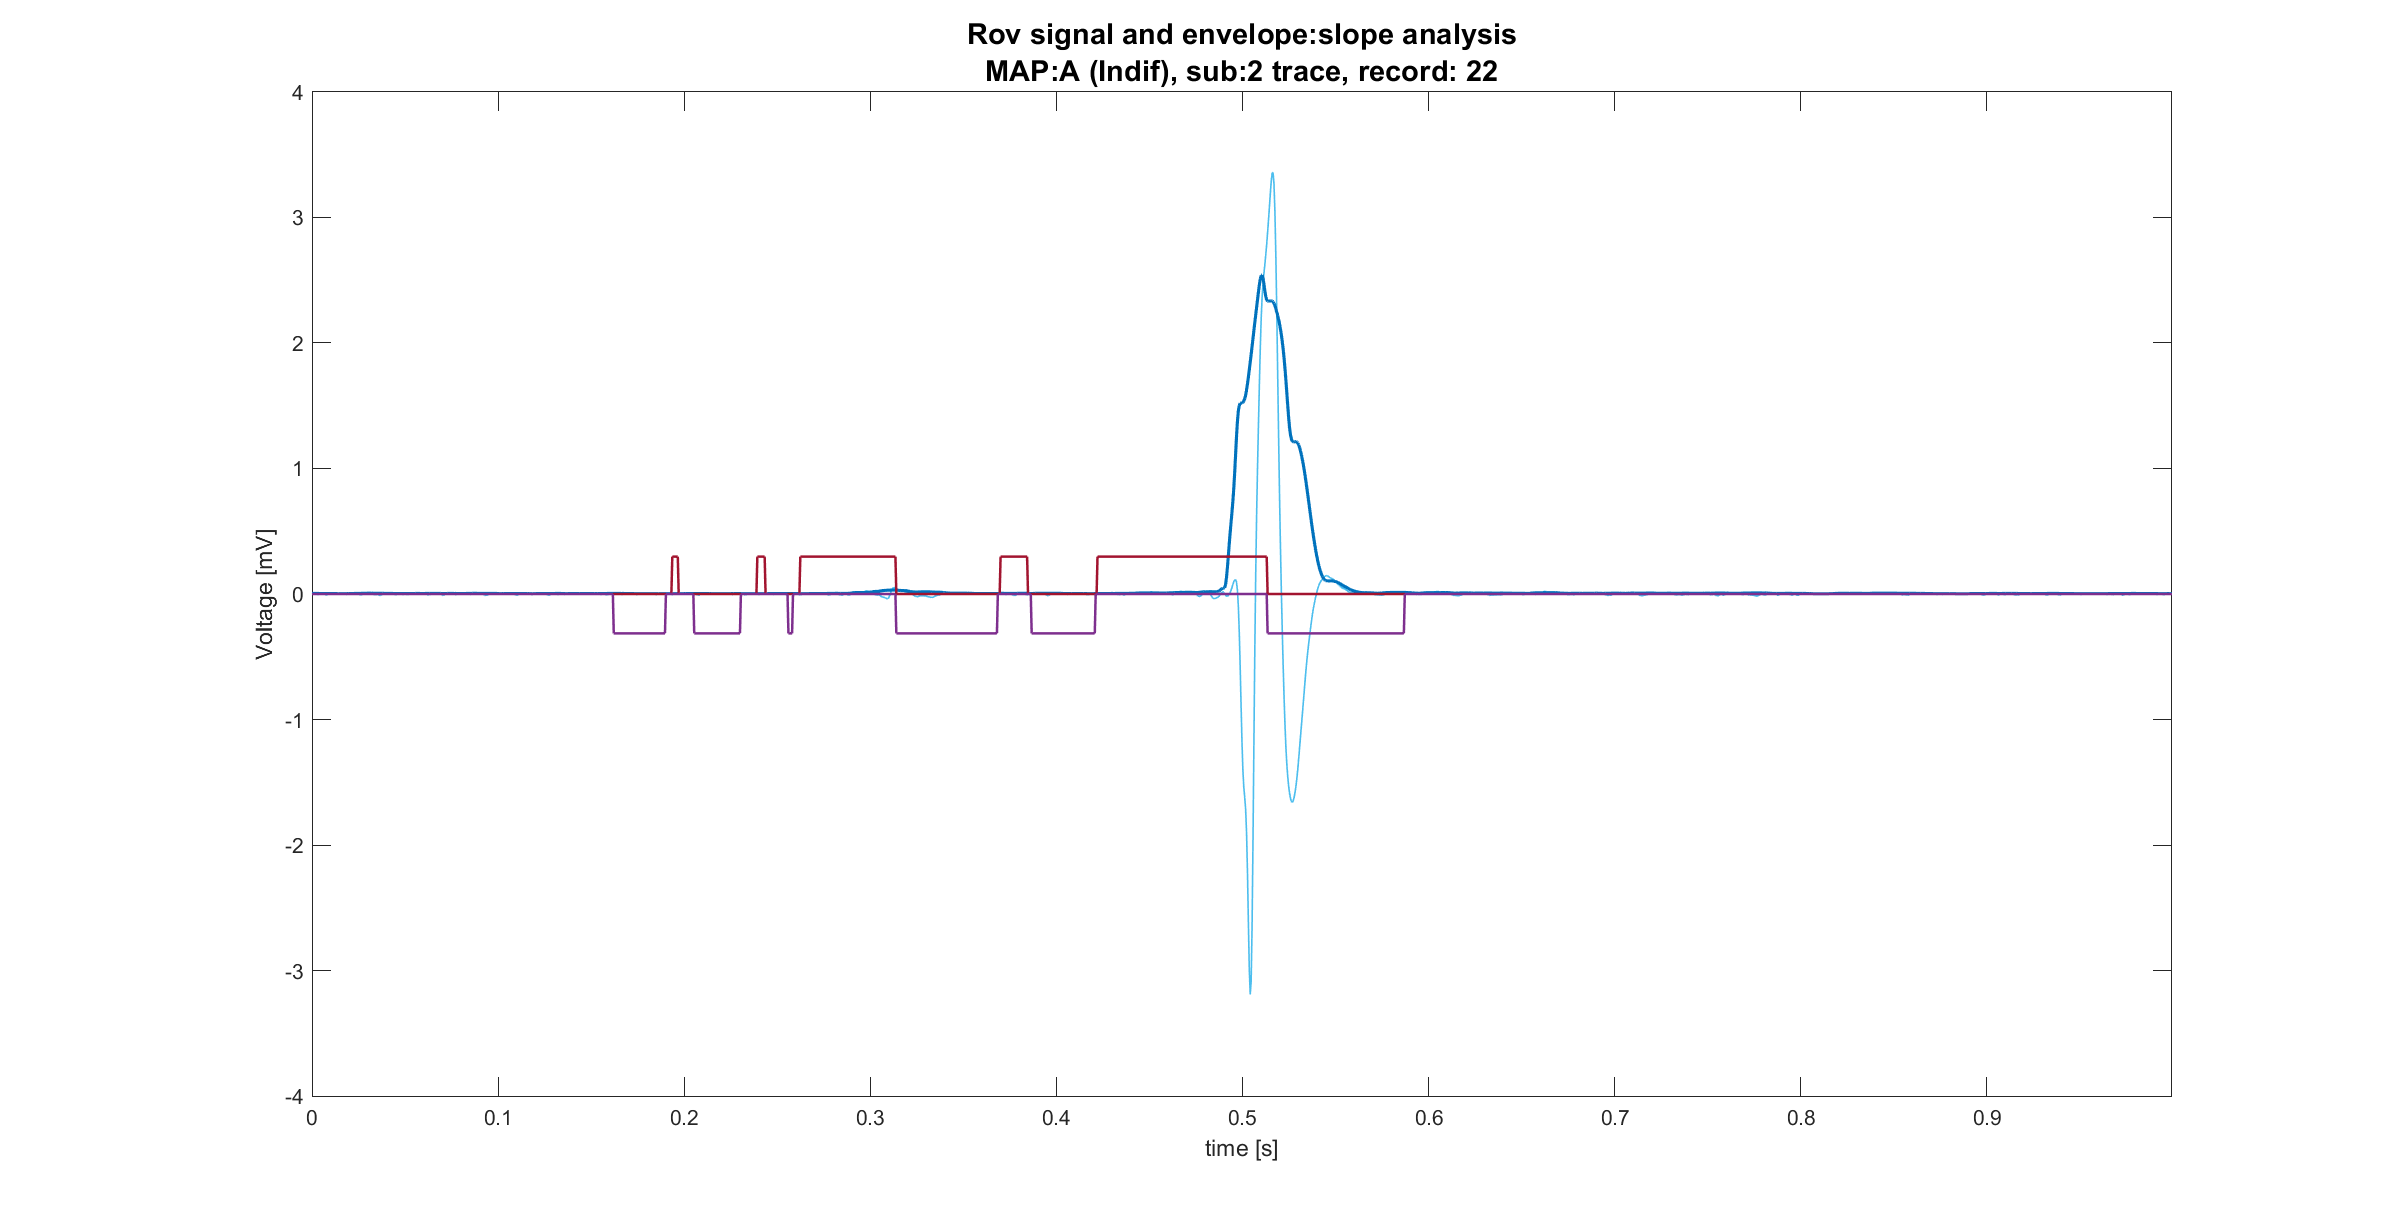 Rov signal and envelope:slope analysis
MAP:A (Indif), sub:2 trace, record: 22
4
3
2
1
0
-1
-2
-3
-4
Voltage [mV]
0 0.1 0.2 0.3 0.4 0.5 0.6 0.7 0.8 0.9
time [s]